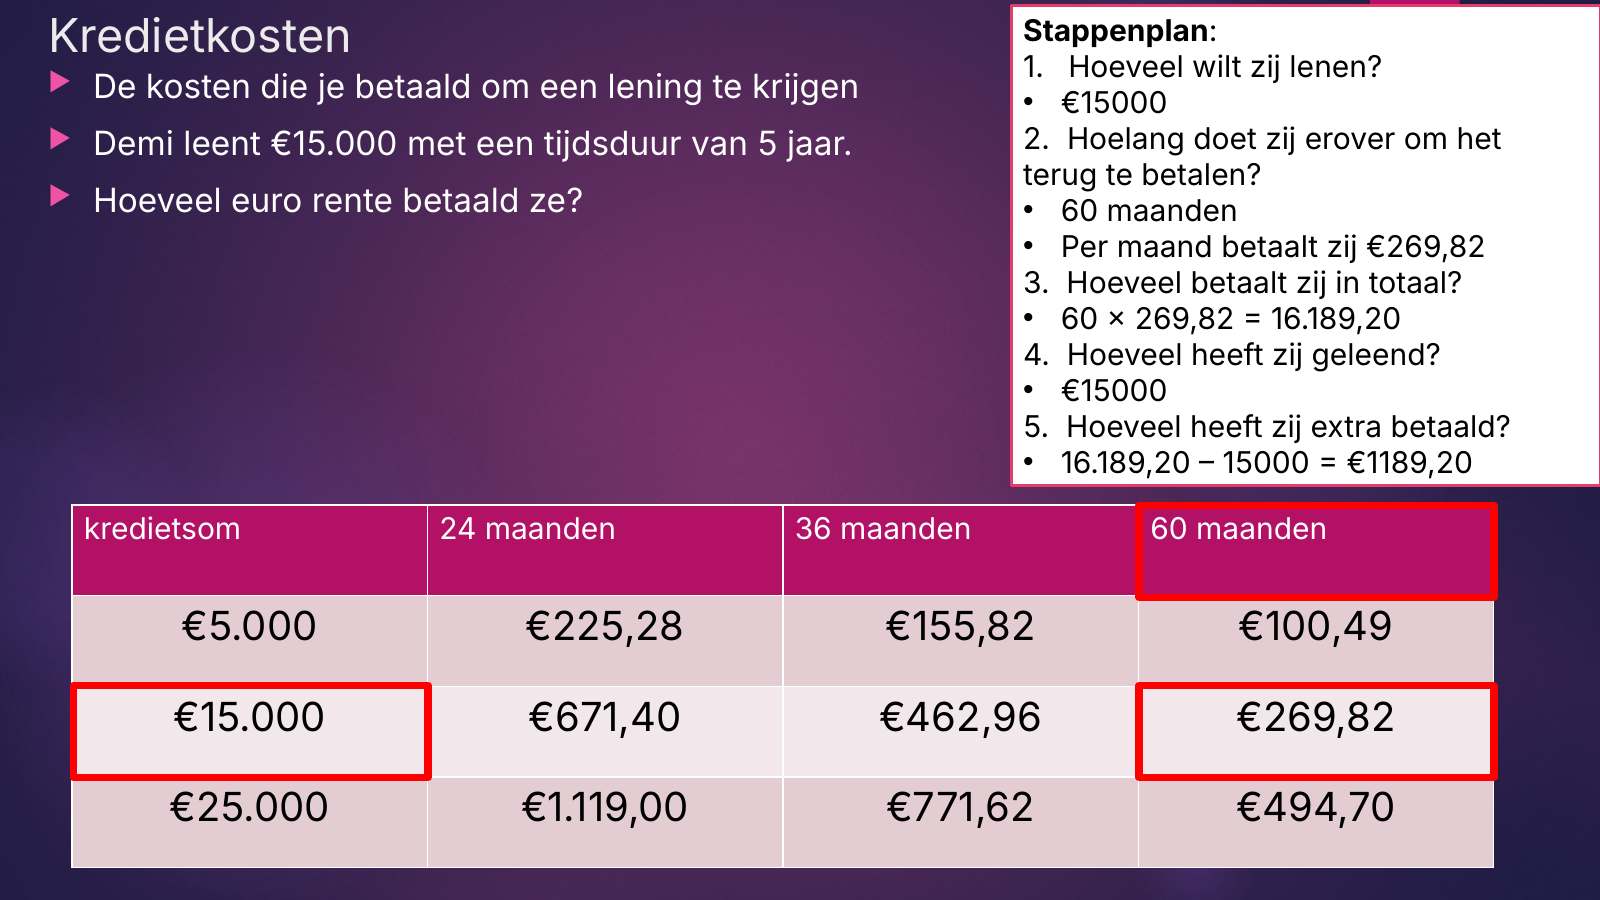 Kredietkosten
De kosten die je betaald om een lening te krijgen
Demi leent €15.000 met een tijdsduur van 5 jaar.
Hoeveel euro rente betaald ze?
Stappenplan:
1. Hoeveel wilt zij lenen?
• €15000
2. Hoelang doet zij erover om het
terug te betalen?
• 60 maanden
• Per maand betaalt zij €269,82
3. Hoeveel betaalt zij in totaal?
• 60 × 269,82 = 16.189,20
4. Hoeveel heeft zij geleend?
• €15000
5. Hoeveel heeft zij extra betaald?
• 16.189,20 – 15000 = €1189,20
kredietsom 24 maanden 36 maanden 60 maanden
€5.000 €225,28 €155,82 €100,49
€15.000 €671,40 €462,96 €269,82
€25.000 €1.119,00 €771,62 €494,70